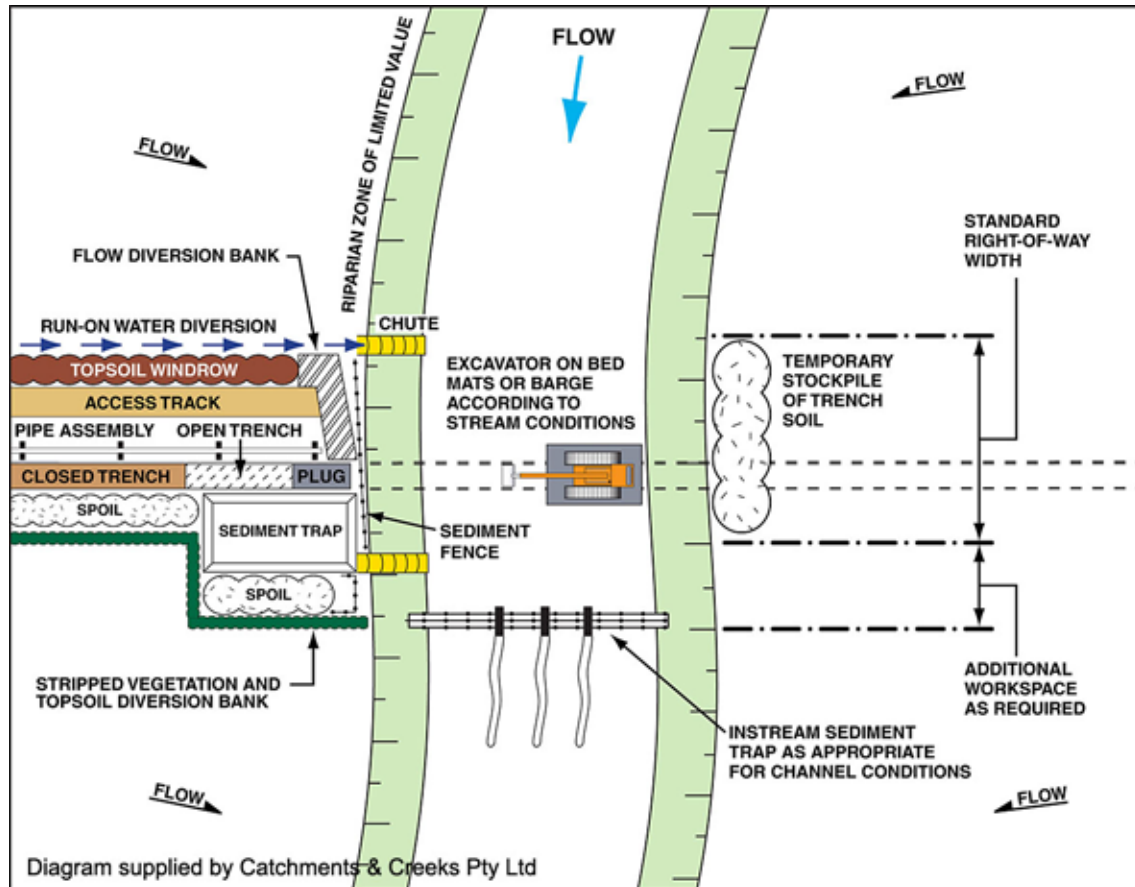 FLOW
FLOW
FLOW
RIPARIAN ZONE OF LIMITED VALUE
STANDARD
RIGHT-OF-WAY
WIDTH
FLOW DIVERSION BANK
RUN-ON WATER DIVERSION
CHUTE
TOPSOIL WINDROW
ACCESS TRACK
PIPE ASSEMBLY
OPEN TRENCH
CLOSED TRENCH
PLUG
SPOIL
SEDIMENT TRAP
SPOIL
EXCAVATOR ON BED
MATS OR BARGE
ACCORDING TO
STREAM CONDITIONS
TEMPORARY
STOCKPILE
OF TRENCH
SOIL
SEDIMENT
FENCE
STRIPPED VEGETATION AND
TOPSOIL DIVERSION BANK
ADDITIONAL
WORKSPACE
AS REQUIRED
INSTREAM SEDIMENT
TRAP AS APPROPRIATE
FOR CHANNEL CONDITIONS
FLOW
FLOW
Diagram supplied by Catchments & Creeks Pty Ltd